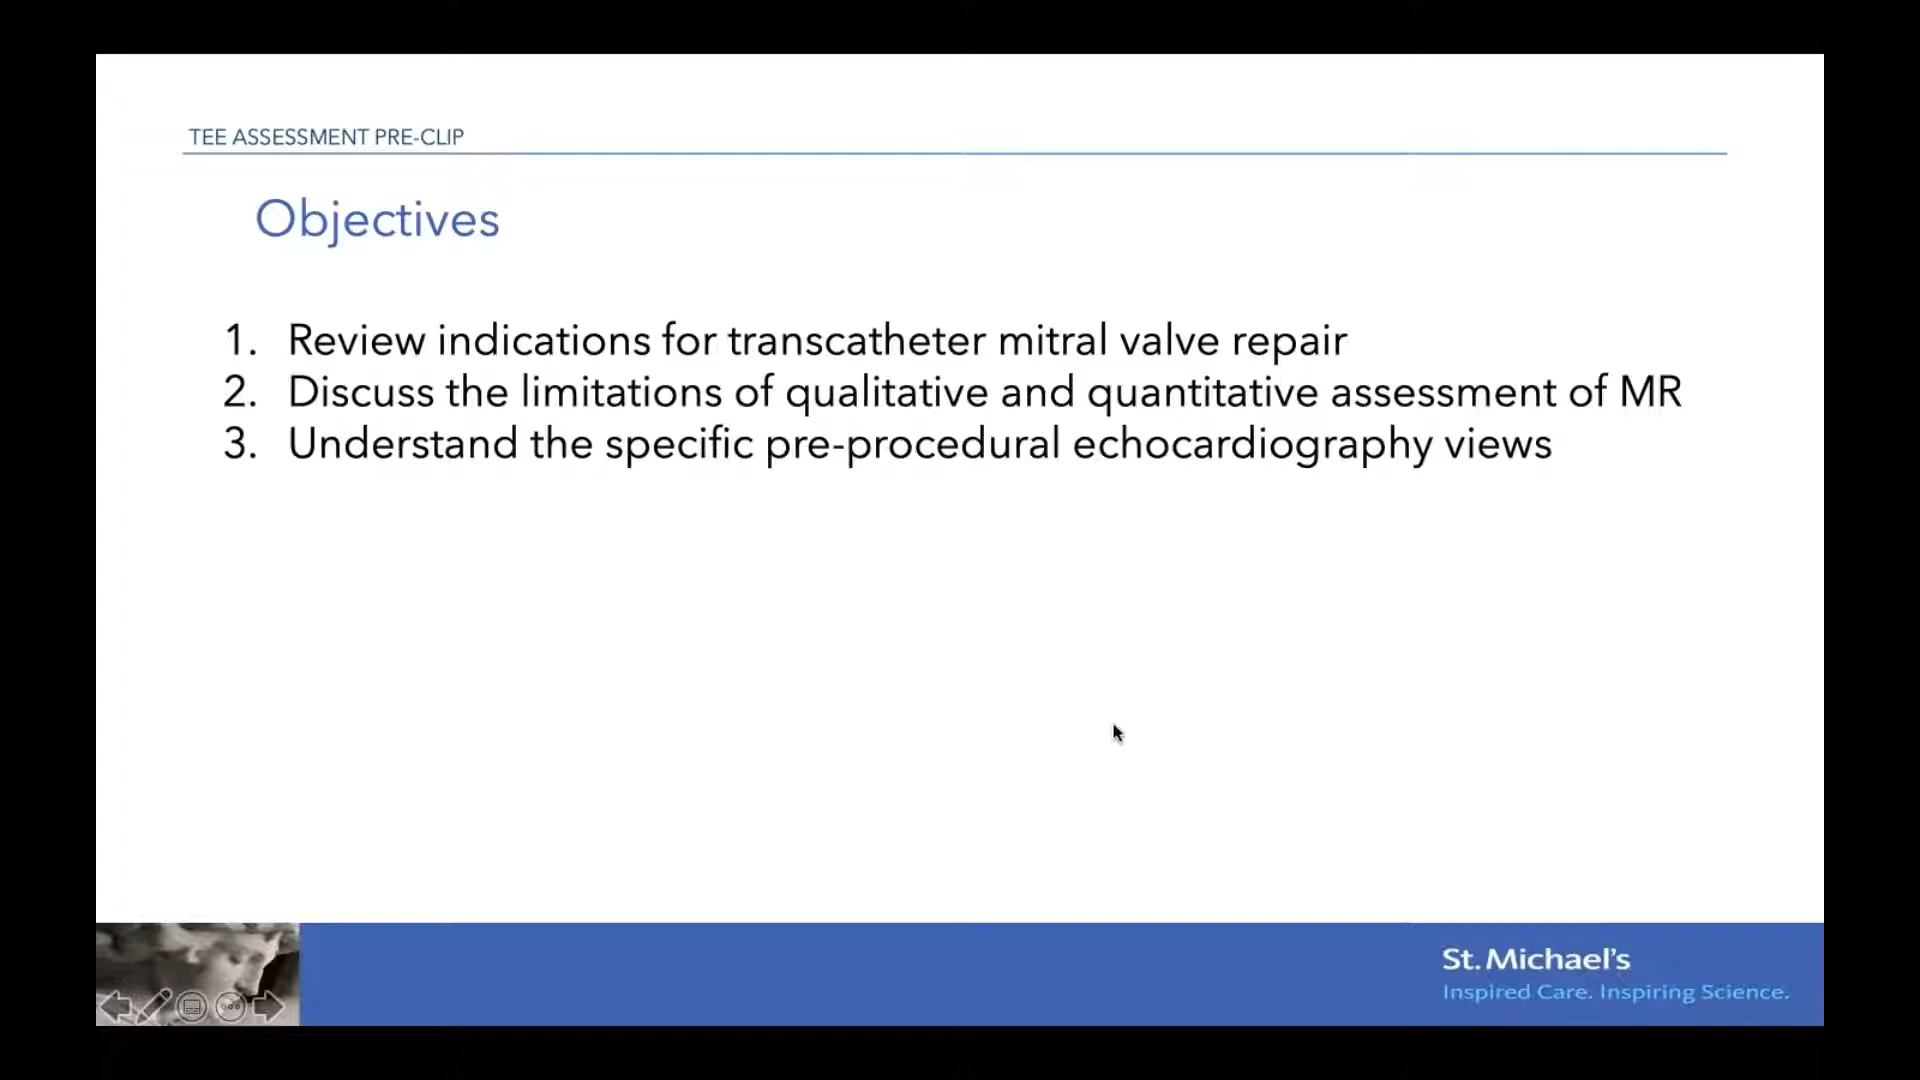 TEE ASSESSMENT PRE-CLIP
Objectives
1. Review indications for transcatheter mitral valve repair
2. Discuss the limitations of qualitative and quantitative assessment of MR
3. Understand the specific pre-procedural echocardiography views
St. Michael's
Inspired Care. Inspiring Science.